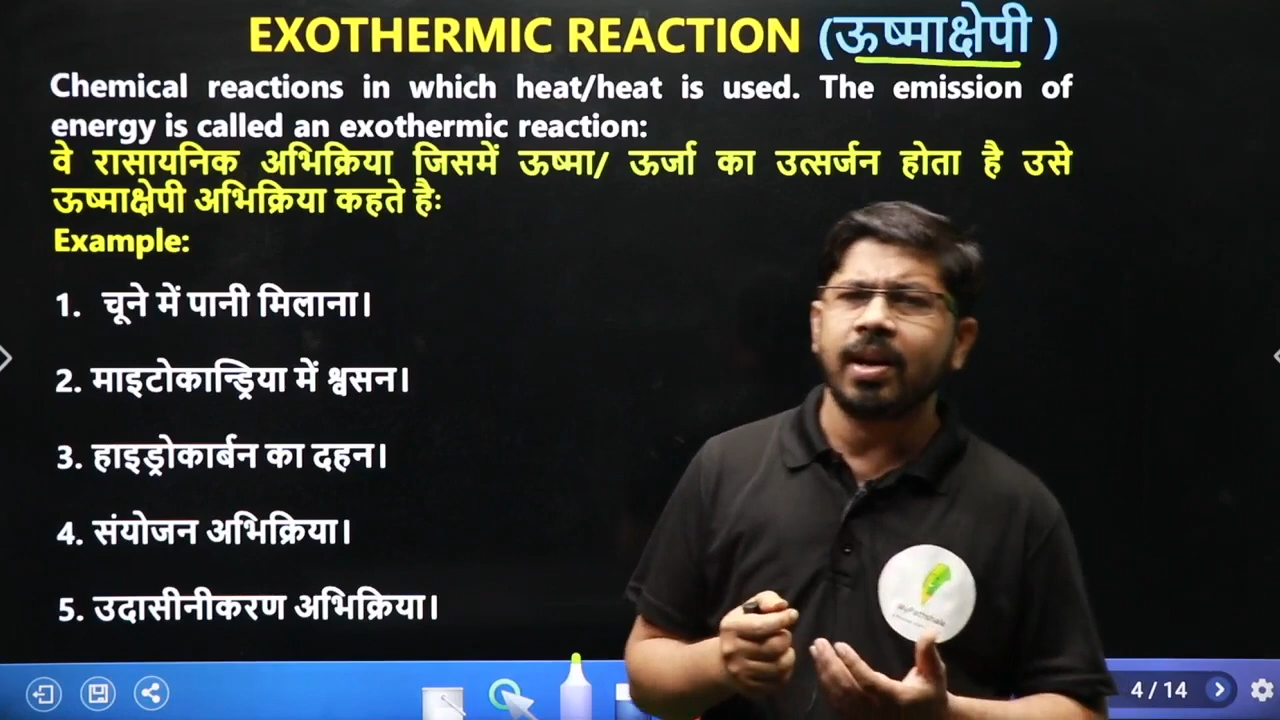 EXOTHERMIC REACTION (ऊष्माक्षेपी )
Chemical reactions in which heat/heat is used. The emission of
energy is called an exothermic reaction:
वे रासायनिक अभिक्रिया जिसमें ऊष्मा/ ऊर्जा का उत्सर्जन होता है उसे
ऊष्माक्षेपी अभिक्रिया कहते हैः
Example:
1. चूने में पानी मिलाना।
2. माइटोकान्ड्रिया में श्वसन।
3. हाइड्रोकार्बन का दहन।
4. संयोजन अभिक्रिया।
5. उदासीनीकरण अभिक्रिया।
4 / 14